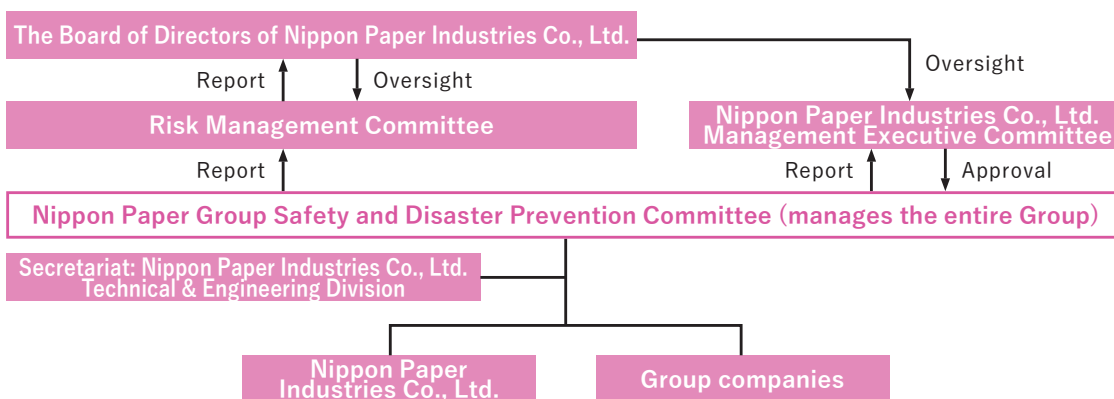 The Board of Directors of Nippon Paper Industries Co., Ltd.
Report
Oversight
Oversight
Risk Management Committee
Nippon Paper Industries Co., Ltd.
Management Executive Committee
Report
Report
Approval
Nippon Paper Group Safety and Disaster Prevention Committee (manages the entire Group)
Secretariat: Nippon Paper Industries Co., Ltd.
Technical & Engineering Division
Nippon Paper
Industries Co., Ltd.
Group companies